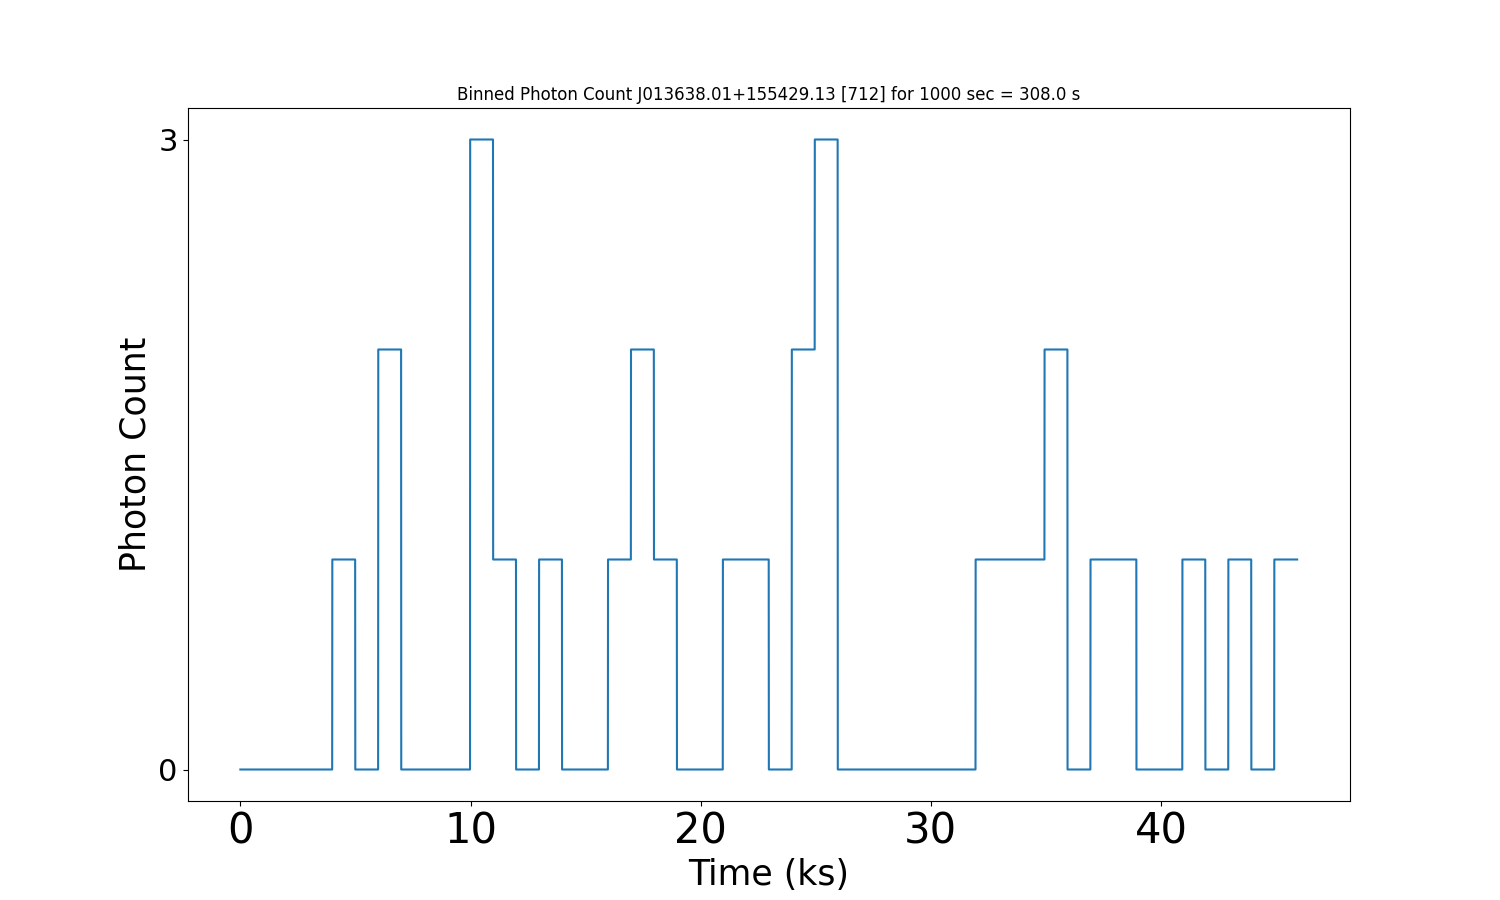 Binned Photon Count J013638.01+155429.13 [712] for 1000 sec = 308.0 s
3
Photon Count
0
0 10 20 30 40
Time (ks)